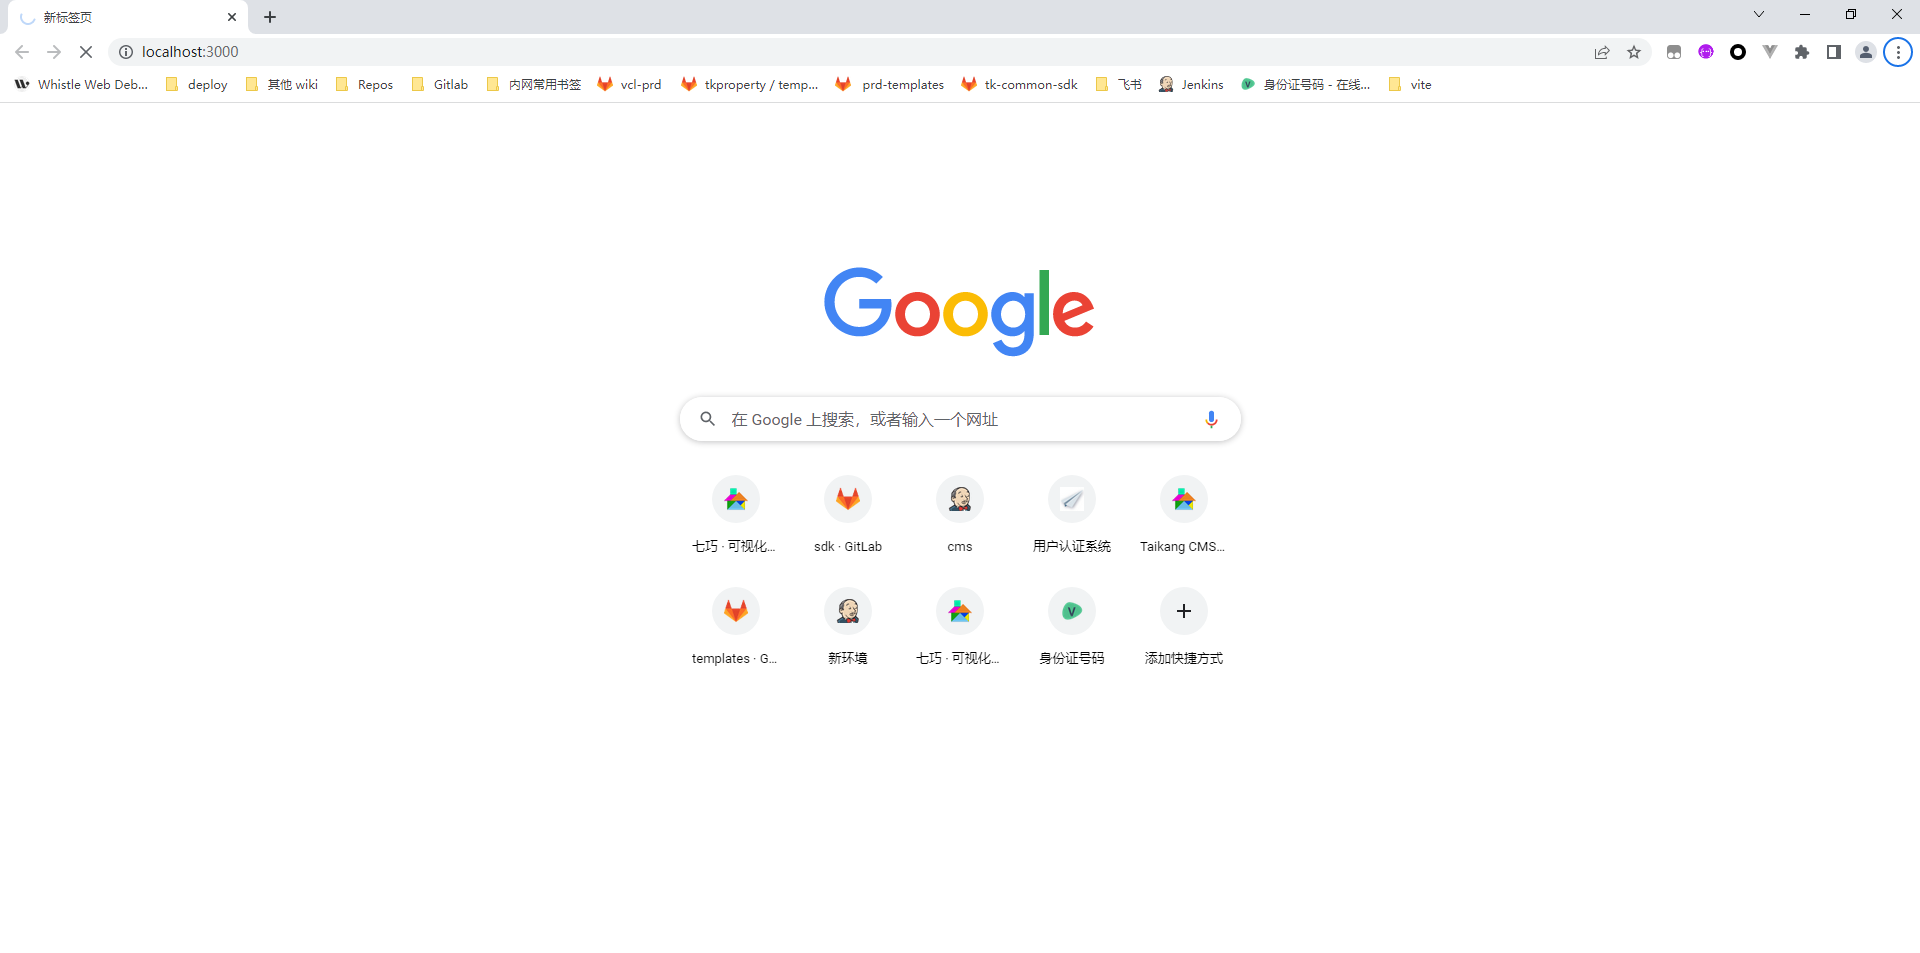 新标签页
localhost:3000
Whistle Web Deb... deploy 其他 wiki Repos Gitlab 内网常用书签 vcl-prd tkproperty / temp... prd-templates tk-common-sdk 飞书 Jenkins 身份证号码 - 在线... vite
Google
在 Google 上搜索，或者输入一个网址
七巧 · 可视化... sdk · GitLab cms 用户认证系统 Taikang CMS...
templates · G... 新环境 七巧 · 可视化... 身份证号码 添加快捷方式